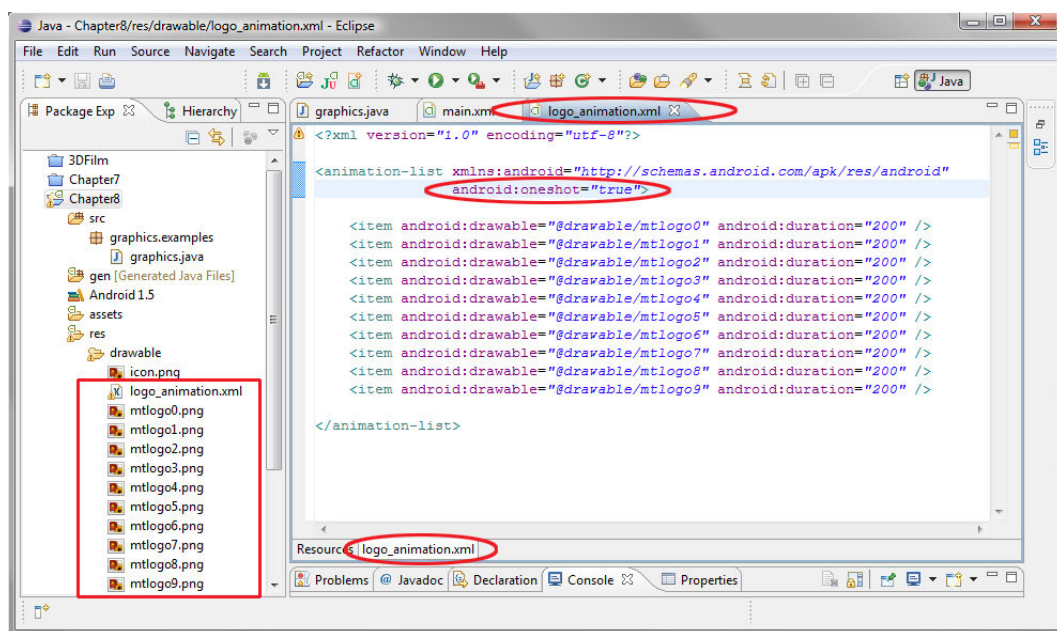 Java - Chapter8/res/drawable/logo_animation.xml - Eclipse
File Edit Run Source Navigate Search Project Refactor Window Help
Java
Package Exp Hierarchy
3DFilm
Chapter7
Chapter8
src
graphics.examples
graphics.java
gen [Generated Java Files]
Android 1.5
assets
res
drawable
icon.png
logo_animation.xml
mtlogo0.png
mtlogo1.png
mtlogo2.png
mtlogo3.png
mtlogo4.png
mtlogo5.png
mtlogo6.png
mtlogo7.png
mtlogo8.png
mtlogo9.png
graphics.java main.xml logo_animation.xml
<?xml version="1.0" encoding="utf-8"?>
<animation-list xmlns:android="http://schemas.android.com/apk/res/android"
android:oneshot="true">
<item android:drawable="@drawable/mtlogo0" android:duration="200" />
<item android:drawable="@drawable/mtlogo1" android:duration="200" />
<item android:drawable="@drawable/mtlogo2" android:duration="200" />
<item android:drawable="@drawable/mtlogo3" android:duration="200" />
<item android:drawable="@drawable/mtlogo4" android:duration="200" />
<item android:drawable="@drawable/mtlogo5" android:duration="200" />
<item android:drawable="@drawable/mtlogo6" android:duration="200" />
<item android:drawable="@drawable/mtlogo7" android:duration="200" />
<item android:drawable="@drawable/mtlogo8" android:duration="200" />
<item android:drawable="@drawable/mtlogo9" android:duration="200" />
</animation-list>
Resources logo_animation.xml
Problems @ Javadoc Declaration Console Properties